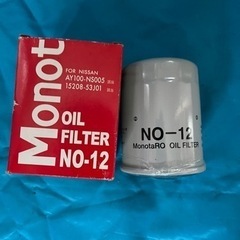 Monot
FOR NISSAN
AY100-NS005
15208-53J01
OIL
FILTER
NO-12
NO-12
MonotaRO OIL FILTER